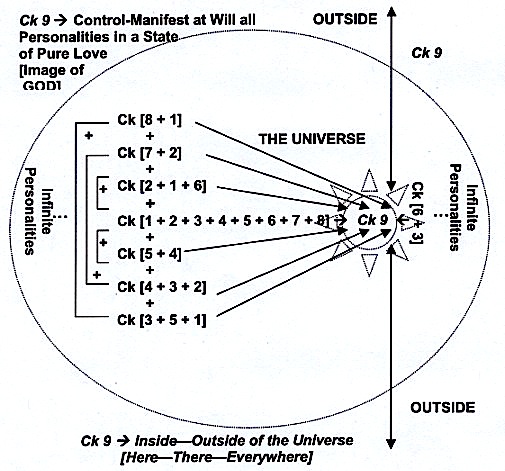 Ck 9 → Control-Manifest at Will all
Personalities in a State
of Pure Love
[Image of
GOD]
OUTSIDE
Ck 9
THE UNIVERSE
Infinite
Personalities
Ck [8 + 1]
+ +
Ck [7 + 2]
+
Ck [2 + 1 + 6]
+ +
Ck [1 + 2 + 3 + 4 + 5 + 6 + 7 + 8]
+ +
Ck [5 + 4]
+ +
Ck [4 + 3 + 2]
+
Ck [3 + 5 + 1]
Ck 9
Ck [6 + 3]
Infinite
Personalities
OUTSIDE
Ck 9 → Inside—Outside of the Universe
[Here—There—Everywhere]